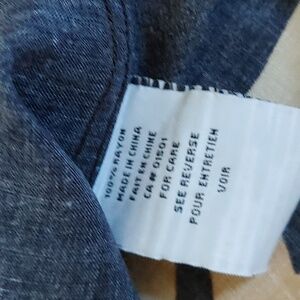 100% RAYON
MADE IN CHINA
FAIT EN CHINE
CA # 01501
FOR CARE
SEE REVERSE
POUR ENTRETIEN
VOIR